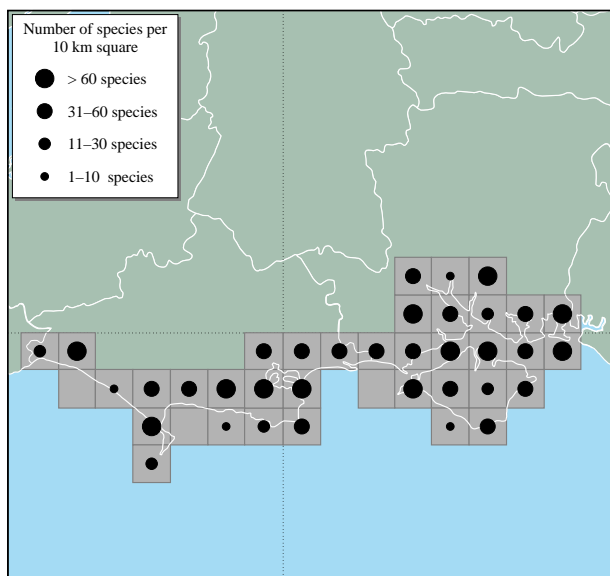 Number of species per
10 km square
> 60 species
31–60 species
11–30 species
1–10 species